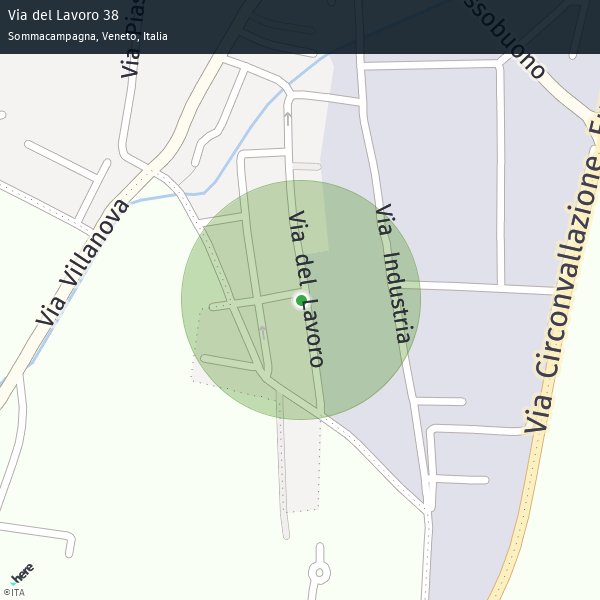 Via del Lavoro 38
Sommacampagna, Veneto, Italia
Via Pias
ssobuono
Via Villanova
Via del Lavoro
Via Industria
Via Circonvallazione E
here
©ITA